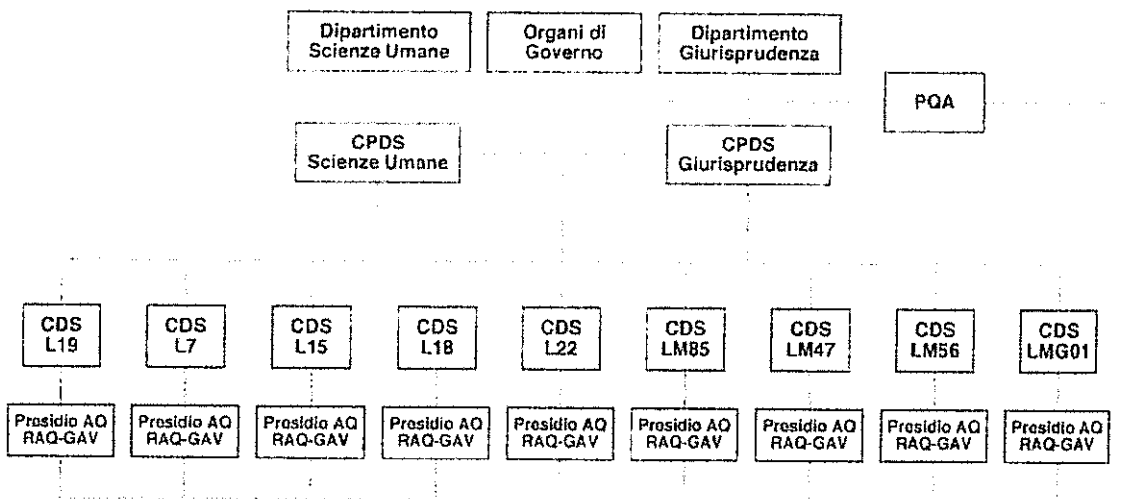 Dipartimento
Scienze Umane
Organi di
Governo
Dipartimento
Giurisprudenza
PQA
CPDS
Scienze Umane
CPDS
Giurisprudenza
CDS
L19
CDS
L7
CDS
L15
CDS
L18
CDS
L22
CDS
LM85
CDS
LM47
CDS
LM56
CDS
LMG01
Presidio AQ
RAQ-GAV
Presidio AQ
RAQ-GAV
Presidio AQ
RAQ-GAV
Presidio AQ
RAQ-GAV
Presidio AQ
RAQ-GAV
Presidio AQ
RAQ-GAV
Presidio AQ
RAQ-GAV
Presidio AQ
RAQ-GAV
Presidio AQ
RAQ-GAV